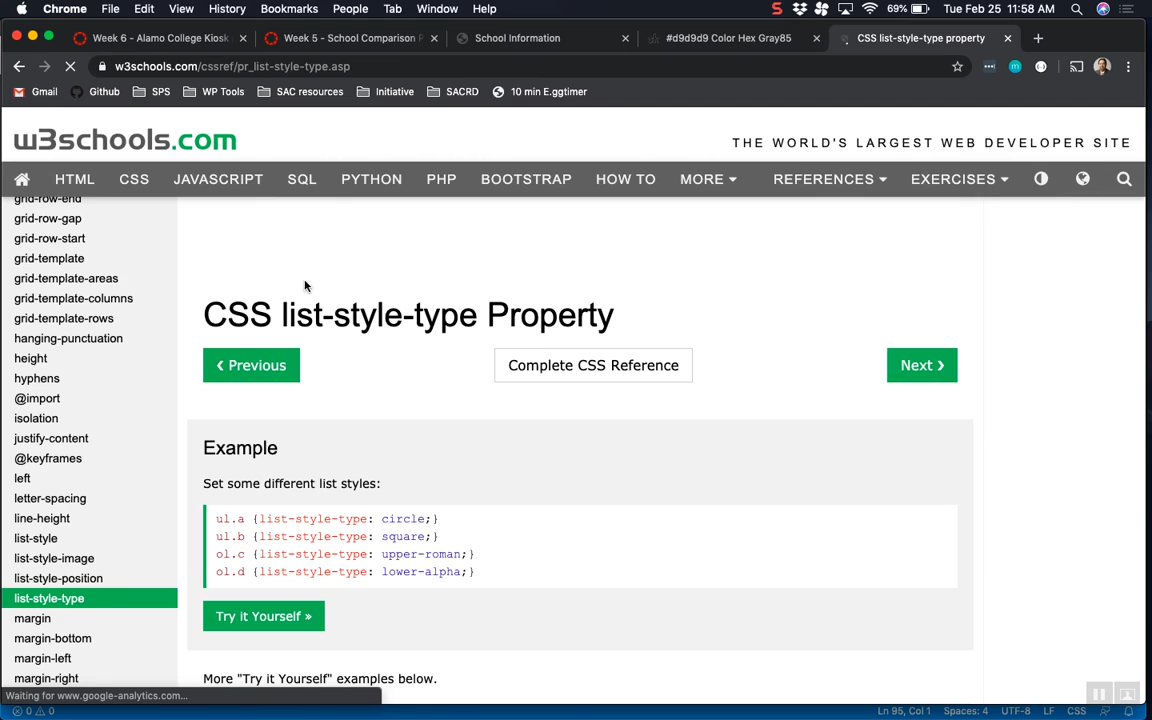 Chrome File Edit View History Bookmarks People Tab Window Help 69% Tue Feb 25 11:58 AM
Week 6 - Alamo College Kiosk Week 5 - School Comparison P School Information #d9d9d9 Color Hex Gray85 CSS list-style-type property
w3schools.com/cssref/pr_list-style-type.asp
Gmail Github SPS WP Tools SAC resources Initiative SACRD 10 min E.ggtimer
w3schools.com THE WORLD'S LARGEST WEB DEVELOPER SITE
HTML CSS JAVASCRIPT SQL PYTHON PHP BOOTSTRAP HOW TO MORE REFERENCES EXERCISES
grid-row-end
grid-row-gap
grid-row-start
grid-template
grid-template-areas
grid-template-columns
grid-template-rows
hanging-punctuation
height
hyphens
@import
isolation
justify-content
@keyframes
left
letter-spacing
line-height
list-style
list-style-image
list-style-position
list-style-type
margin
margin-bottom
margin-left
margin-right
CSS list-style-type Property
❮ Previous Complete CSS Reference Next ❯
Example
Set some different list styles:
ul.a {list-style-type: circle;}
ul.b {list-style-type: square;}
ol.c {list-style-type: upper-roman;}
ol.d {list-style-type: lower-alpha;}
Try it Yourself »
More "Try it Yourself" examples below.
Waiting for www.google-analytics.com...
0 0 Ln 95, Col 1 Spaces: 4 UTF-8 LF CSS